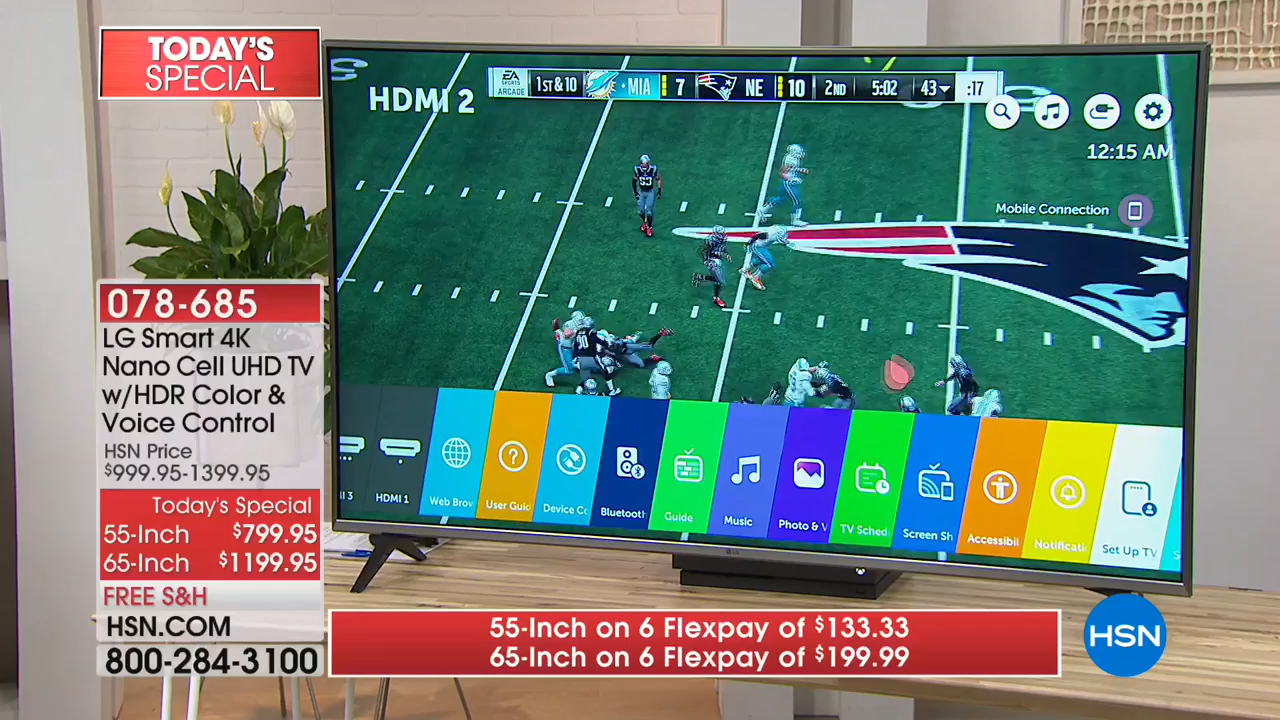 TODAY'S
SPECIAL
078-685
LG Smart 4K
Nano Cell UHD TV
w/HDR Color &
Voice Control
HSN Price
$999.95-1399.95
Today's Special
55-Inch $799.95
65-Inch $1199.95
FREE S&H
HSN.COM
800-284-3100
HDMI 2
EA
SPORTS
ARCADE
1ST & 10 MIA 7 NE 10 2ND 5:02 43 :17
12:15 AM
Mobile Connection
53
90
I 3
HDMI 1
Web Brow
User Guid
Device Co
Bluetooth
Guide
Music
Photo & V
TV Sched
Screen Sh
Accessibil
Notificati
Set Up TV
LG
55-Inch on 6 Flexpay of $133.33
65-Inch on 6 Flexpay of $199.99
HSN